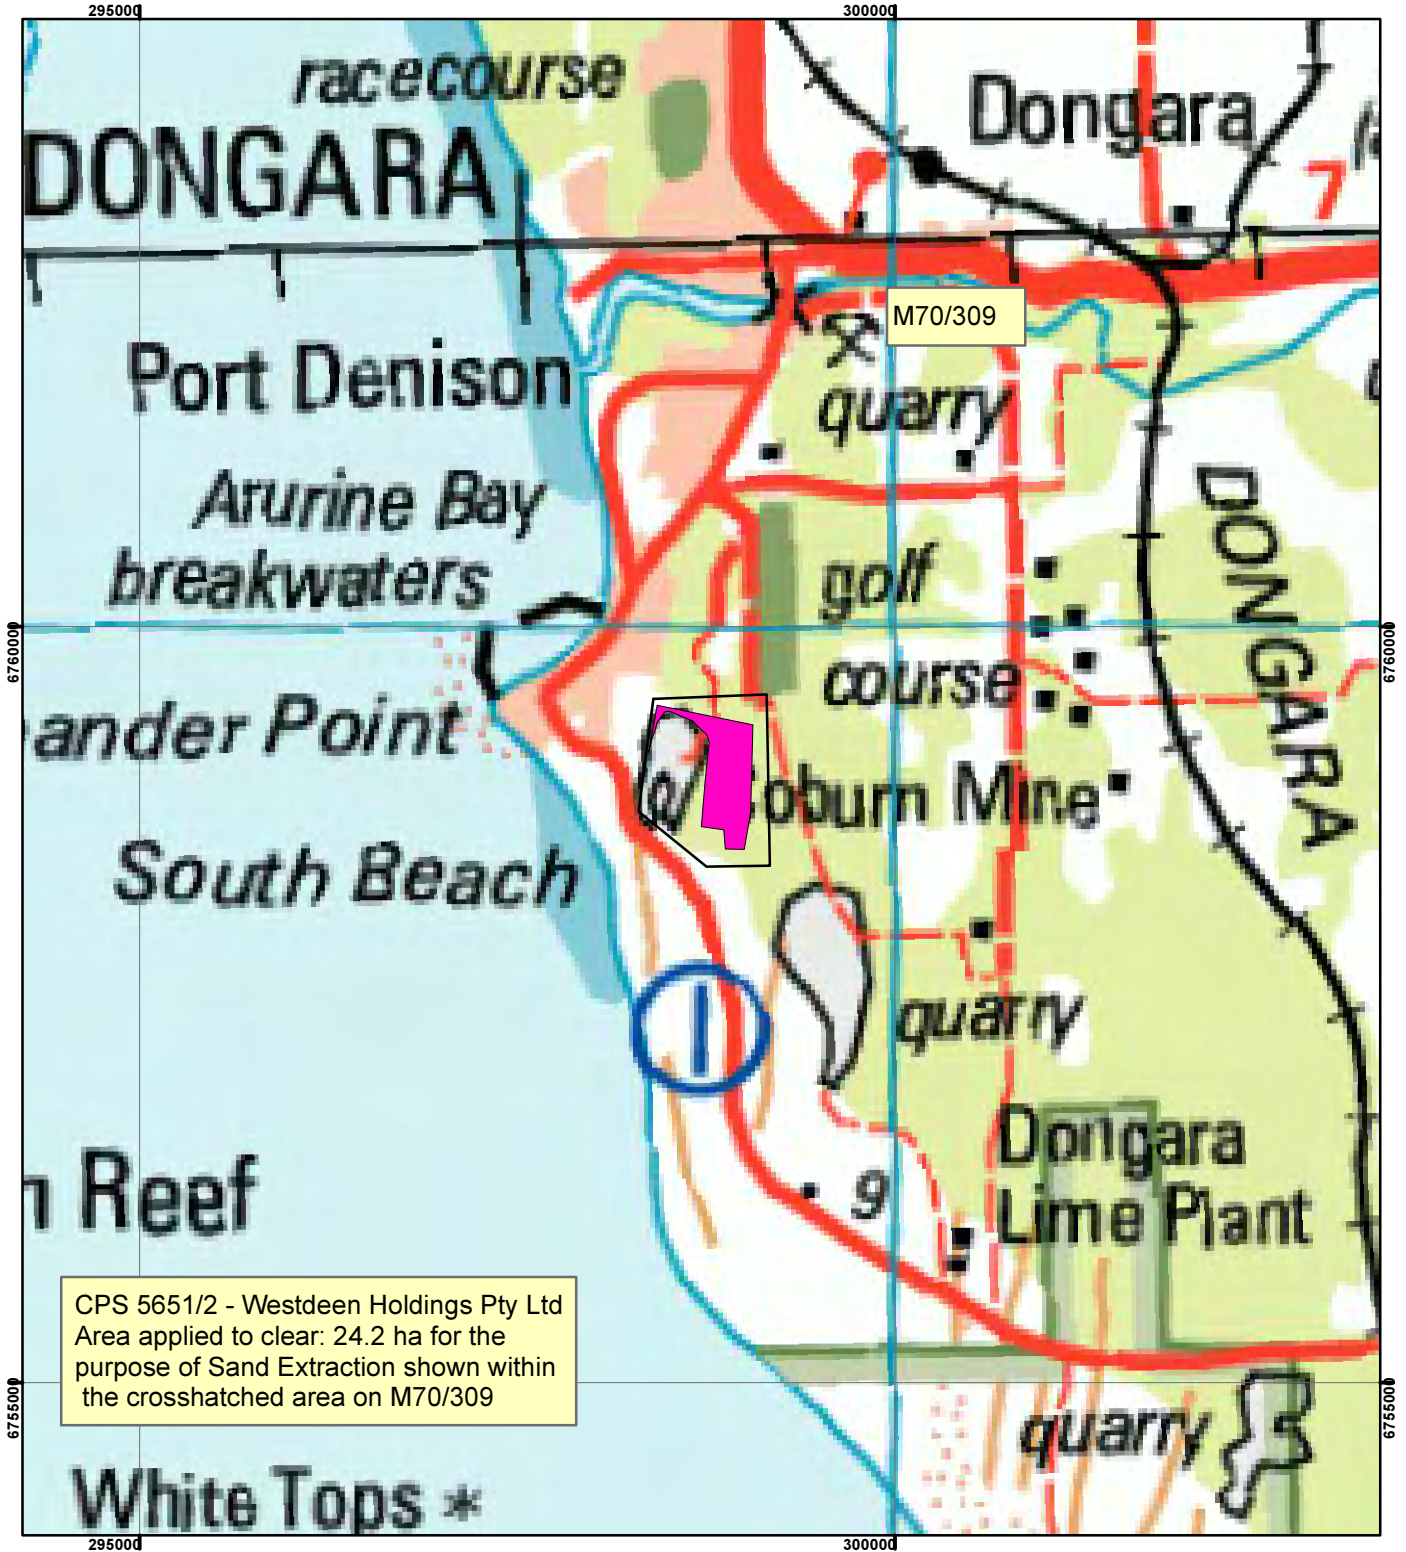 295000
300000
racecourse
Dongara
DONGARA
7
M70/309
Port Denison
quarry
Arurine Bay
breakwaters
golf
DONGARA
6760000
6760000
course
ander Point
oburn Mine
South Beach
quarry
Dongara
Lime Plant
9
Reef
CPS 5651/2 - Westdeen Holdings Pty Ltd
Area applied to clear: 24.2 ha for the
purpose of Sand Extraction shown within
the crosshatched area on M70/309
6755000
6755000
quarry
White Tops *
295000
300000